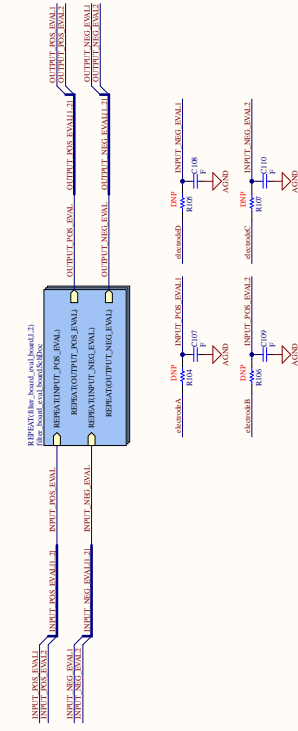 REPEAT(filter_board_eval_board,1,2)
filter_board_eval_board.SchDoc
INPUT_POS_EVAL1
INPUT_POS_EVAL2
INPUT_POS_EVAL[1..2]
INPUT_POS_EVAL
REPEAT(INPUT_POS_EVAL)
REPEAT(OUTPUT_POS_EVAL)
OUTPUT_POS_EVAL
OUTPUT_POS_EVAL[1..2]
OUTPUT_POS_EVAL1
OUTPUT_POS_EVAL2
INPUT_NEG_EVAL1
INPUT_NEG_EVAL2
INPUT_NEG_EVAL[1..2]
INPUT_NEG_EVAL
REPEAT(INPUT_NEG_EVAL)
REPEAT(OUTPUT_NEG_EVAL)
OUTPUT_NEG_EVAL
OUTPUT_NEG_EVAL[1..2]
OUTPUT_NEG_EVAL1
OUTPUT_NEG_EVAL2
electrodeA
DNP
R104
INPUT_POS_EVAL1
C107
F
AGND
electrodeD
DNP
R105
INPUT_NEG_EVAL1
C108
F
AGND
electrodeB
DNP
R106
INPUT_POS_EVAL2
C109
F
AGND
electrodeC
DNP
R107
INPUT_NEG_EVAL2
C110
F
AGND